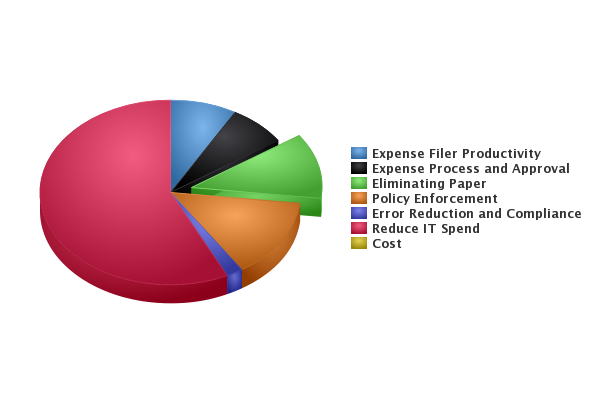 Expense Filer Productivity
Expense Process and Approval
Eliminating Paper
Policy Enforcement
Error Reduction and Compliance
Reduce IT Spend
Cost